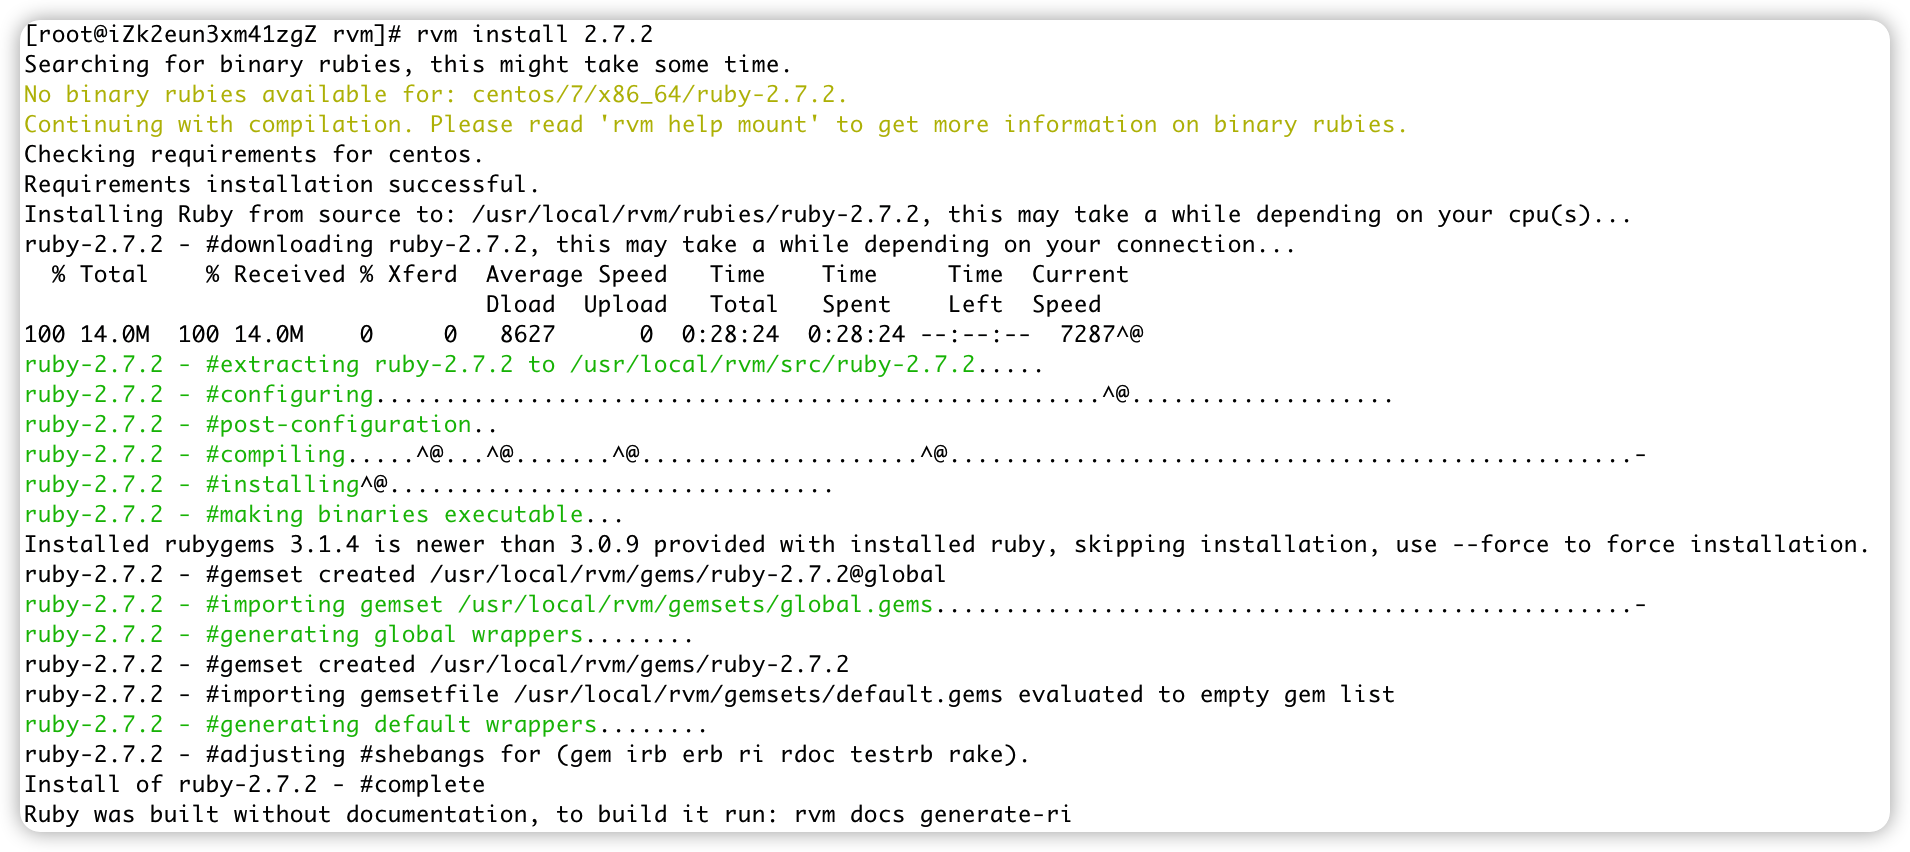 [root@iZk2eun3xm41zgZ rvm]# rvm install 2.7.2
Searching for binary rubies, this might take some time.
No binary rubies available for: centos/7/x86_64/ruby-2.7.2.
Continuing with compilation. Please read 'rvm help mount' to get more information on binary rubies.
Checking requirements for centos.
Requirements installation successful.
Installing Ruby from source to: /usr/local/rvm/rubies/ruby-2.7.2, this may take a while depending on your cpu(s)...
ruby-2.7.2 - #downloading ruby-2.7.2, this may take a while depending on your connection...
  % Total    % Received % Xferd  Average Speed   Time    Time     Time  Current
                                 Dload  Upload   Total   Spent    Left  Speed
100 14.0M  100 14.0M    0     0   8627      0  0:28:24  0:28:24 --:--:--  7287^@
ruby-2.7.2 - #extracting ruby-2.7.2 to /usr/local/rvm/src/ruby-2.7.2.....
ruby-2.7.2 - #configuring....................................................^@...................
ruby-2.7.2 - #post-configuration..
ruby-2.7.2 - #compiling.....^@...^@.......^@....................^@.................................................-
ruby-2.7.2 - #installing^@................................
ruby-2.7.2 - #making binaries executable...
Installed rubygems 3.1.4 is newer than 3.0.9 provided with installed ruby, skipping installation, use --force to force installation.
ruby-2.7.2 - #gemset created /usr/local/rvm/gems/ruby-2.7.2@global
ruby-2.7.2 - #importing gemset /usr/local/rvm/gemsets/global.gems..................................................-
ruby-2.7.2 - #generating global wrappers........
ruby-2.7.2 - #gemset created /usr/local/rvm/gems/ruby-2.7.2
ruby-2.7.2 - #importing gemsetfile /usr/local/rvm/gemsets/default.gems evaluated to empty gem list
ruby-2.7.2 - #generating default wrappers........
ruby-2.7.2 - #adjusting #shebangs for (gem irb erb ri rdoc testrb rake).
Install of ruby-2.7.2 - #complete
Ruby was built without documentation, to build it run: rvm docs generate-ri